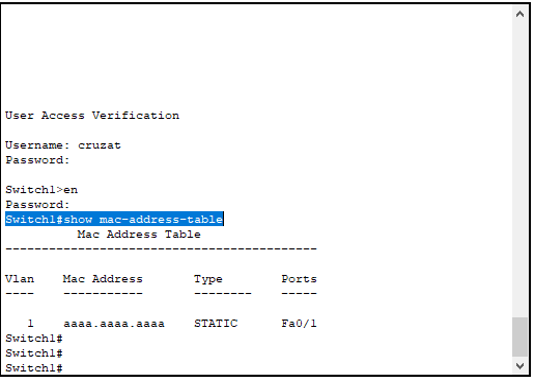 User Access Verification
Username: cruzat
Password:
Switch1>en
Password:
Switch1#show mac-address-table
Mac Address Table
-------------------------------------------
Vlan    Mac Address       Type        Ports
----    -----------       --------    -----
1    aaaa.aaaa.aaaa    STATIC      Fa0/1
Switch1#
Switch1#
Switch1#